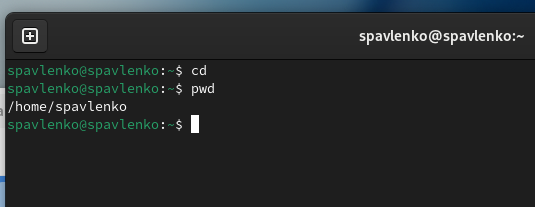 spavlenko@spavlenko:~
spavlenko@spavlenko:~$ cd
spavlenko@spavlenko:~$ pwd
/home/spavlenko
spavlenko@spavlenko:~$